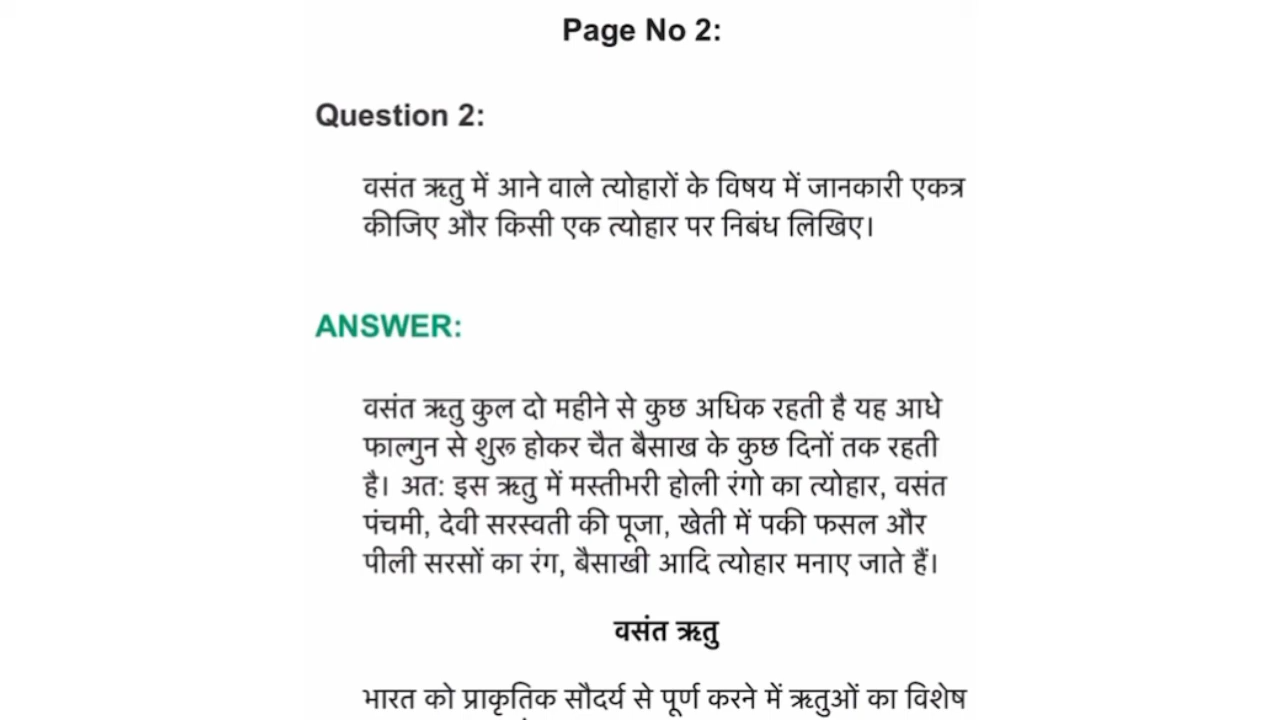 Page No 2:
Question 2:
वसंत ऋतु में आने वाले त्योहारों के विषय में जानकारी एकत्र
कीजिए और किसी एक त्योहार पर निबंध लिखिए।
ANSWER:
वसंत ऋतु कुल दो महीने से कुछ अधिक रहती है यह आधे
फाल्गुन से शुरू होकर चैत बैसाख के कुछ दिनों तक रहती
है। अत: इस ऋतु में मस्तीभरी होली रंगो का त्योहार, वसंत
पंचमी, देवी सरस्वती की पूजा, खेती में पकी फसल और
पीली सरसों का रंग, बैसाखी आदि त्योहार मनाए जाते हैं।
वसंत ऋतु
भारत को प्राकृतिक सौदर्य से पूर्ण करने में ऋतुओं का विशेष